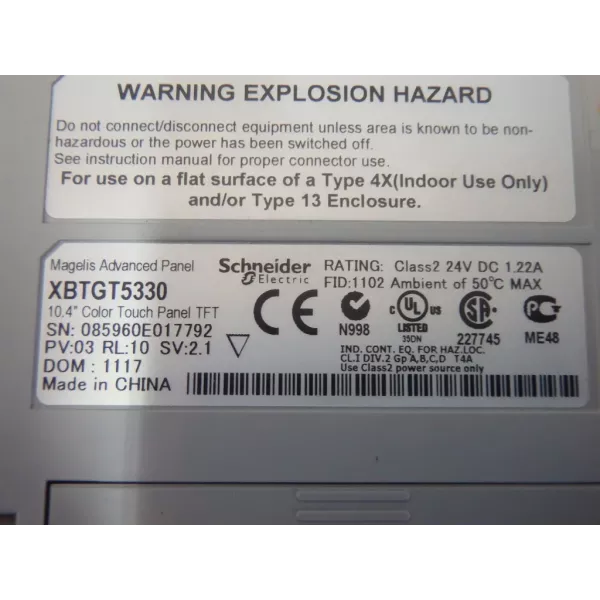 WARNING EXPLOSION HAZARD
Do not connect/disconnect equipment unless area is known to be non-
hazardous or the power has been switched off.
See instruction manual for proper connector use.
For use on a flat surface of a Type 4X(Indoor Use Only)
and/or Type 13 Enclosure.
Magelis Advanced Panel
XBTGT5330
10.4" Color Touch Panel TFT
SN: 085960E017792
PV:03 RL:10 SV:2.1
DOM : 1117
Made in CHINA
Schneider
Electric
RATING: Class2 24V DC 1.22A
FID:1102 Ambient of 50°C MAX
CE
N998
c UL us
LISTED
35DN
SA
227745
ME48
IND. CONT. EQ. FOR HAZ.LOC.
CL.I DIV.2 Gp A,B,C,D T4A
Use Class2 power source only